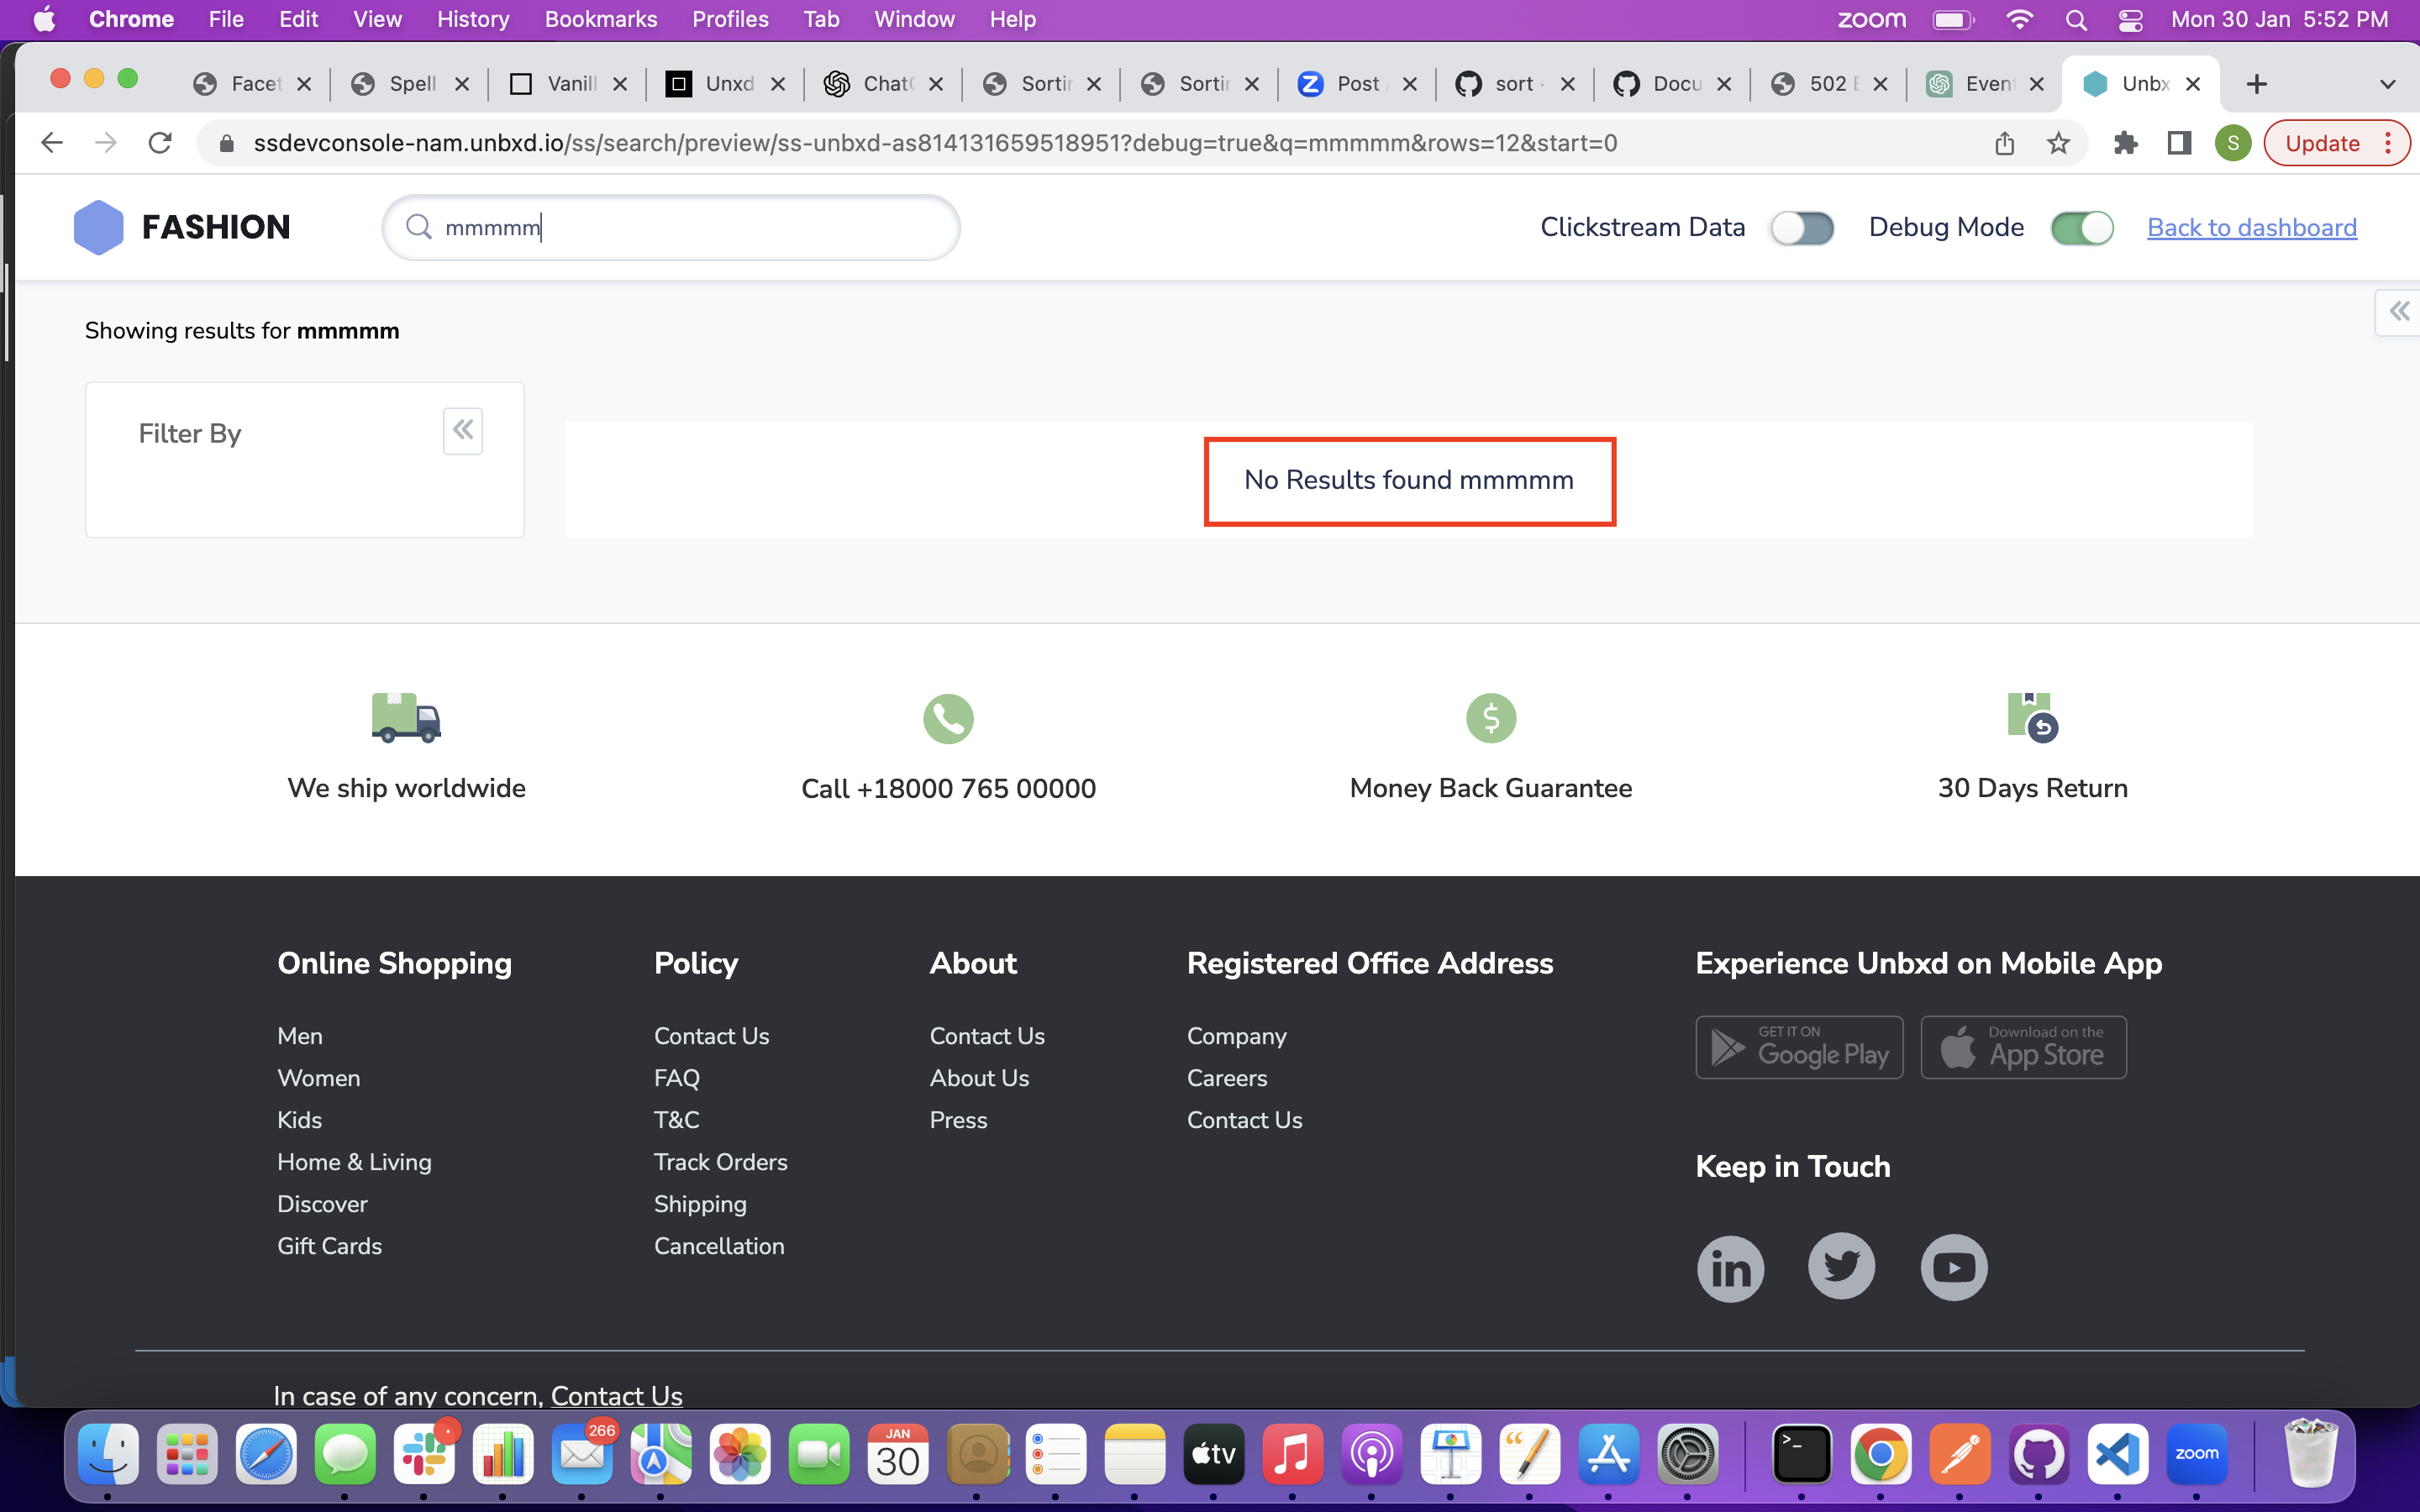 Chrome File Edit View History Bookmarks Profiles Tab Window Help zoom Mon 30 Jan 5:52 PM
Facet Spell Vanill Unxd Chat Sortin Sortin Post sort · Docu 502 Event Unbx
ssdevconsole-nam.unbxd.io/ss/search/preview/ss-unbxd-as814131659518951?debug=true&q=mmmmm&rows=12&start=0 S Update
FASHION mmmmm Clickstream Data Debug Mode Back to dashboard
Showing results for mmmmm
Filter By
No Results found mmmmm
We ship worldwide Call +18000 765 00000 Money Back Guarantee 30 Days Return
Online Shopping
Men
Women
Kids
Home & Living
Discover
Gift Cards
Policy
Contact Us
FAQ
T&C
Track Orders
Shipping
Cancellation
About
Contact Us
About Us
Press
Registered Office Address
Company
Careers
Contact Us
Experience Unbxd on Mobile App
GET IT ON
Google Play
Download on the
App Store
Keep in Touch
in
In case of any concern, Contact Us
266
JAN
30
tv
zoom